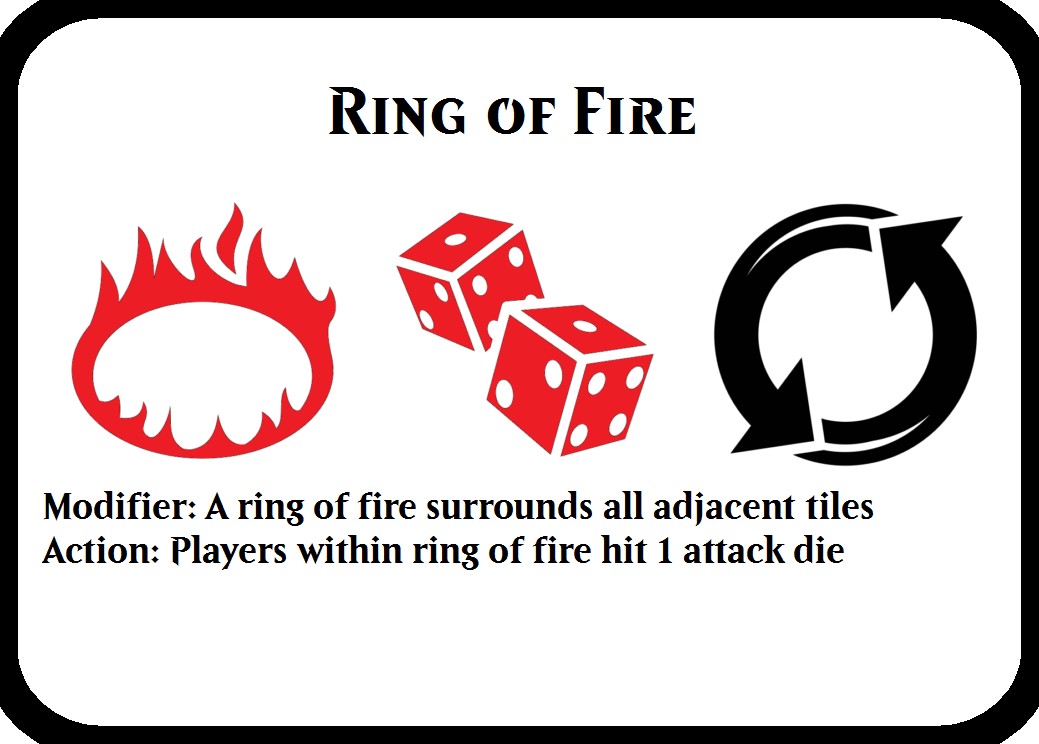 Ring of Fire
Modifier: A ring of fire surrounds all adjacent tiles
Action: Players within ring of fire hit 1 attack die